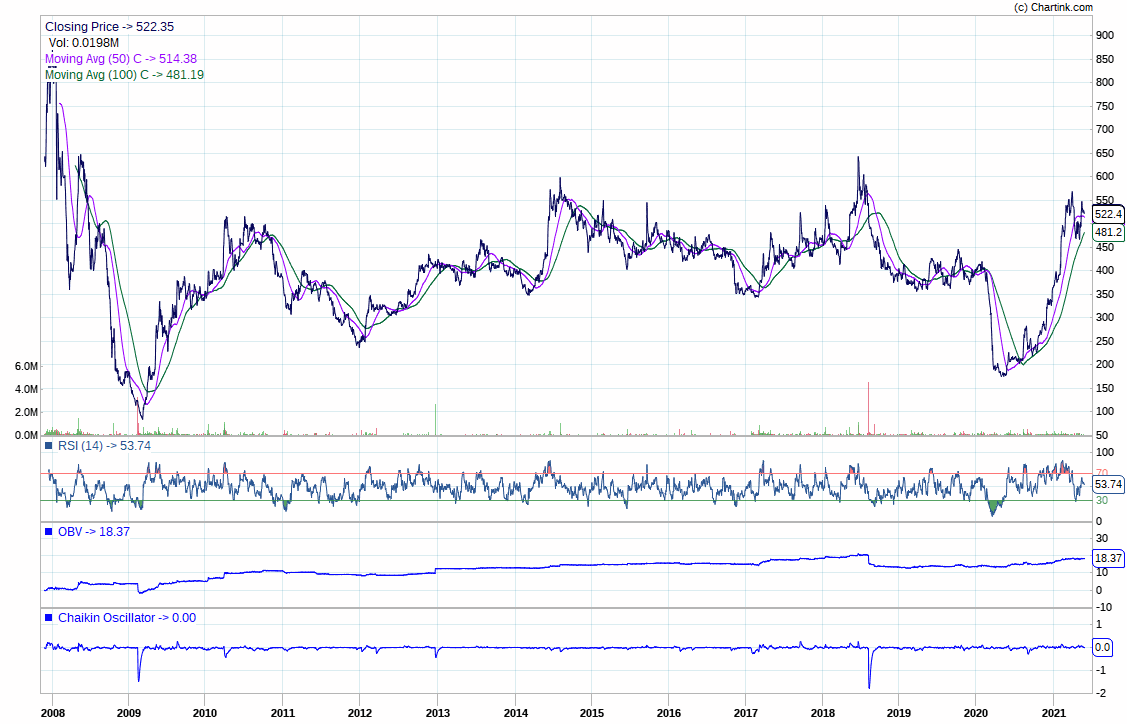 (c) Chartink.com
Closing Price -> 522.35
Vol: 0.0198M
Moving Avg (50) C -> 514.38
Moving Avg (100) C -> 481.19
900
850
800
750
700
650
600
550
522.4
481.2
450
400
350
300
250
200
150
100
50
6.0M
4.0M
2.0M
0.0M
RSI (14) -> 53.74
100
70
53.74
30
0
OBV -> 18.37
30
18.37
10
0
-10
Chaikin Oscillator -> 0.00
1
0.0
-1
-2
2008 2009 2010 2011 2012 2013 2014 2015 2016 2017 2018 2019 2020 2021